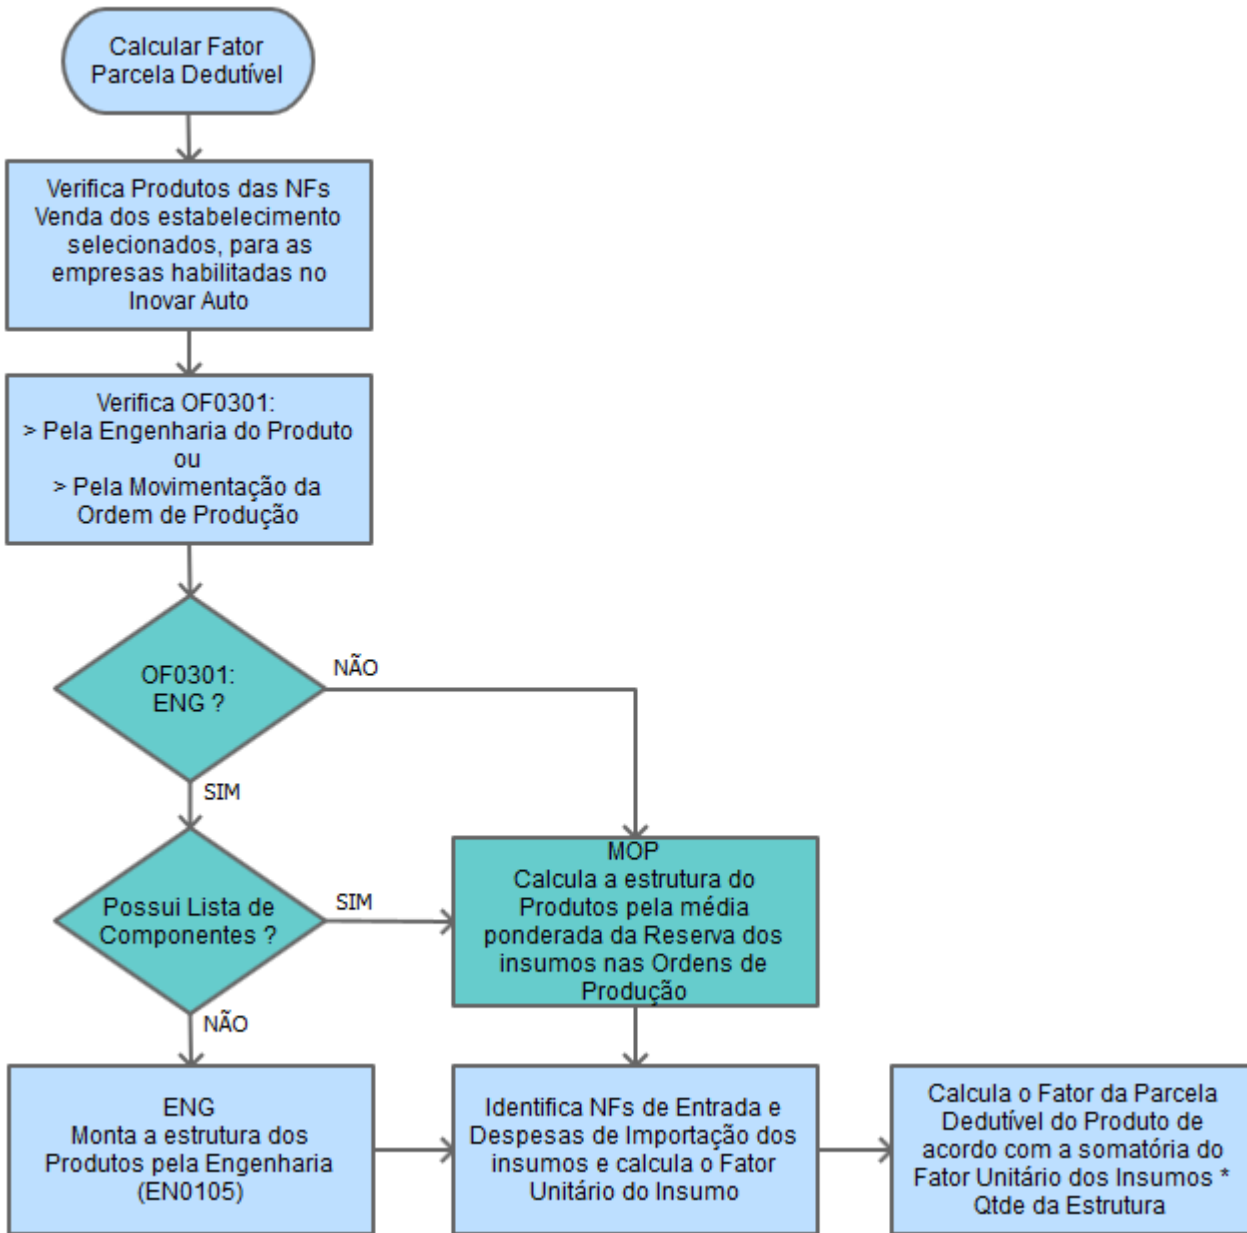 Calcular Fator
Parcela Dedutível
Verifica Produtos das NFs
Venda dos estabelecimento
selecionados, para as
empresas habilitadas no
Inovar Auto
Verifica OF0301:
> Pela Engenharia do Produto
ou
> Pela Movimentação da
Ordem de Produção
OF0301:
ENG ?
NÃO
SIM
Possui Lista de
Componentes ?
SIM
NÃO
MOP
Calcula a estrutura do
Produtos pela média
ponderada da Reserva dos
insumos nas Ordens de
Produção
ENG
Monta a estrutura dos
Produtos pela Engenharia
(EN0105)
Identifica NFs de Entrada e
Despesas de Importação dos
insumos e calcula o Fator
Unitário do Insumo
Calcula o Fator da Parcela
Dedutível do Produto de
acordo com a somatória do
Fator Unitário dos Insumos *
Qtde da Estrutura